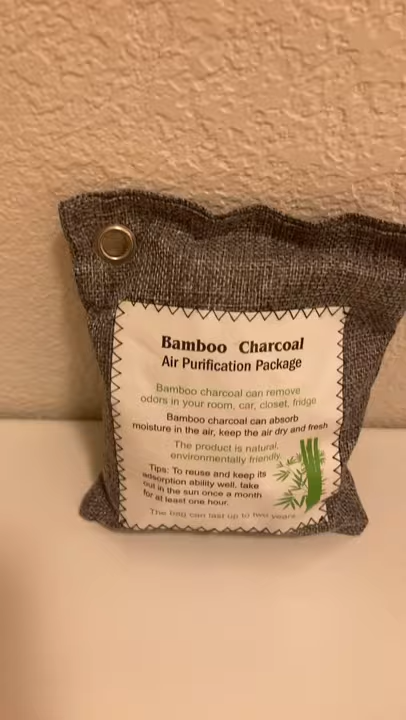 Bamboo Charcoal
Air Purification Package
Bamboo charcoal can remove
odors in your room, car, closet, fridge
Bamboo charcoal can absorb
moisture in the air, keep the air dry and fresh
The product is natural,
environmentally friendly.
Tips: To reuse and keep its
adsorption ability well, take
out in the sun once a month
for at least one hour.
The bag can last up to two years.